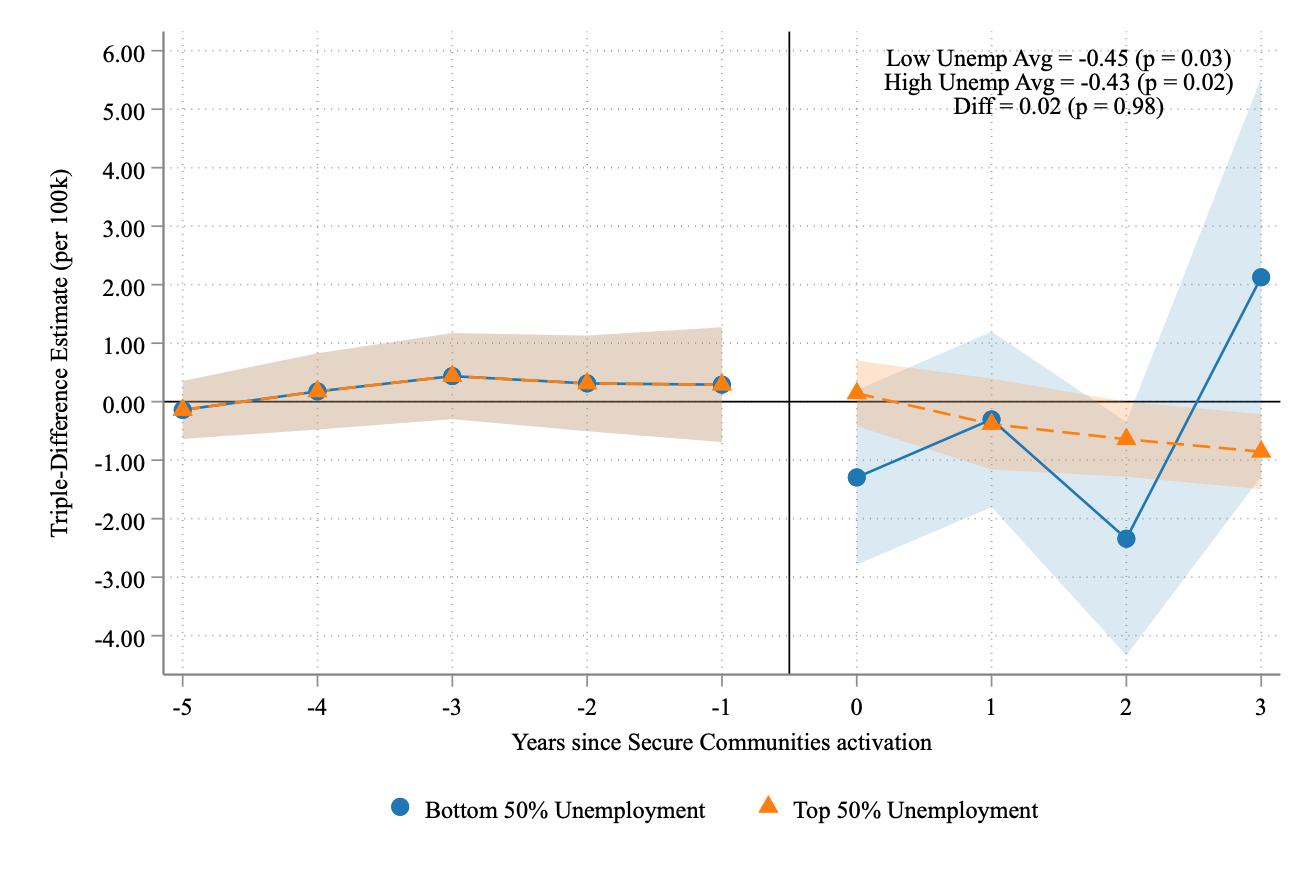 Low Unemp Avg = -0.45 (p = 0.03)
High Unemp Avg = -0.43 (p = 0.02)
Diff = 0.02 (p = 0.98)
Triple-Difference Estimate (per 100k)
6.00
5.00
4.00
3.00
2.00
1.00
0.00
-1.00
-2.00
-3.00
-4.00
-5 -4 -3 -2 -1 0 1 2 3
Years since Secure Communities activation
Bottom 50% Unemployment Top 50% Unemployment